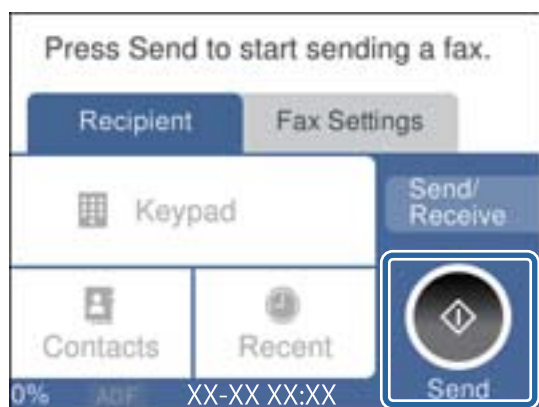 Press Send to start sending a fax.
Recipient
Fax Settings
Keypad
Send/
Receive
Contacts
Recent
Send
0%
ADF
XX-XX XX:XX